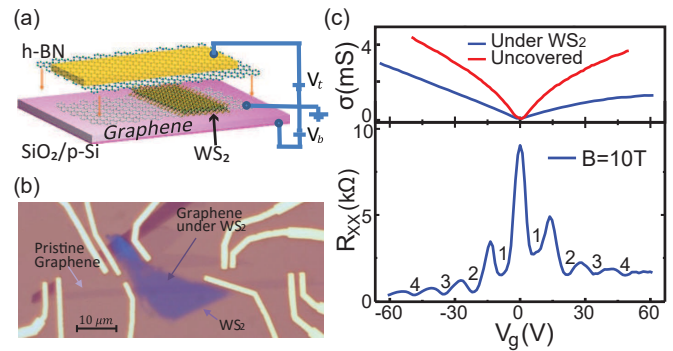 (a)
h-BN
V_t
Graphene
V_b
SiO₂/p-Si
WS₂
(b)
Graphene
under WS₂
Pristine
Graphene
WS₂
10 μm
(c)
4
2
0
σ(mS)
Under WS₂
Uncovered
10
5
0
R_XX(kΩ)
B=10T
4 3 2 1 1 2 3 4
-60 -30 0 30 60
V_g(V)